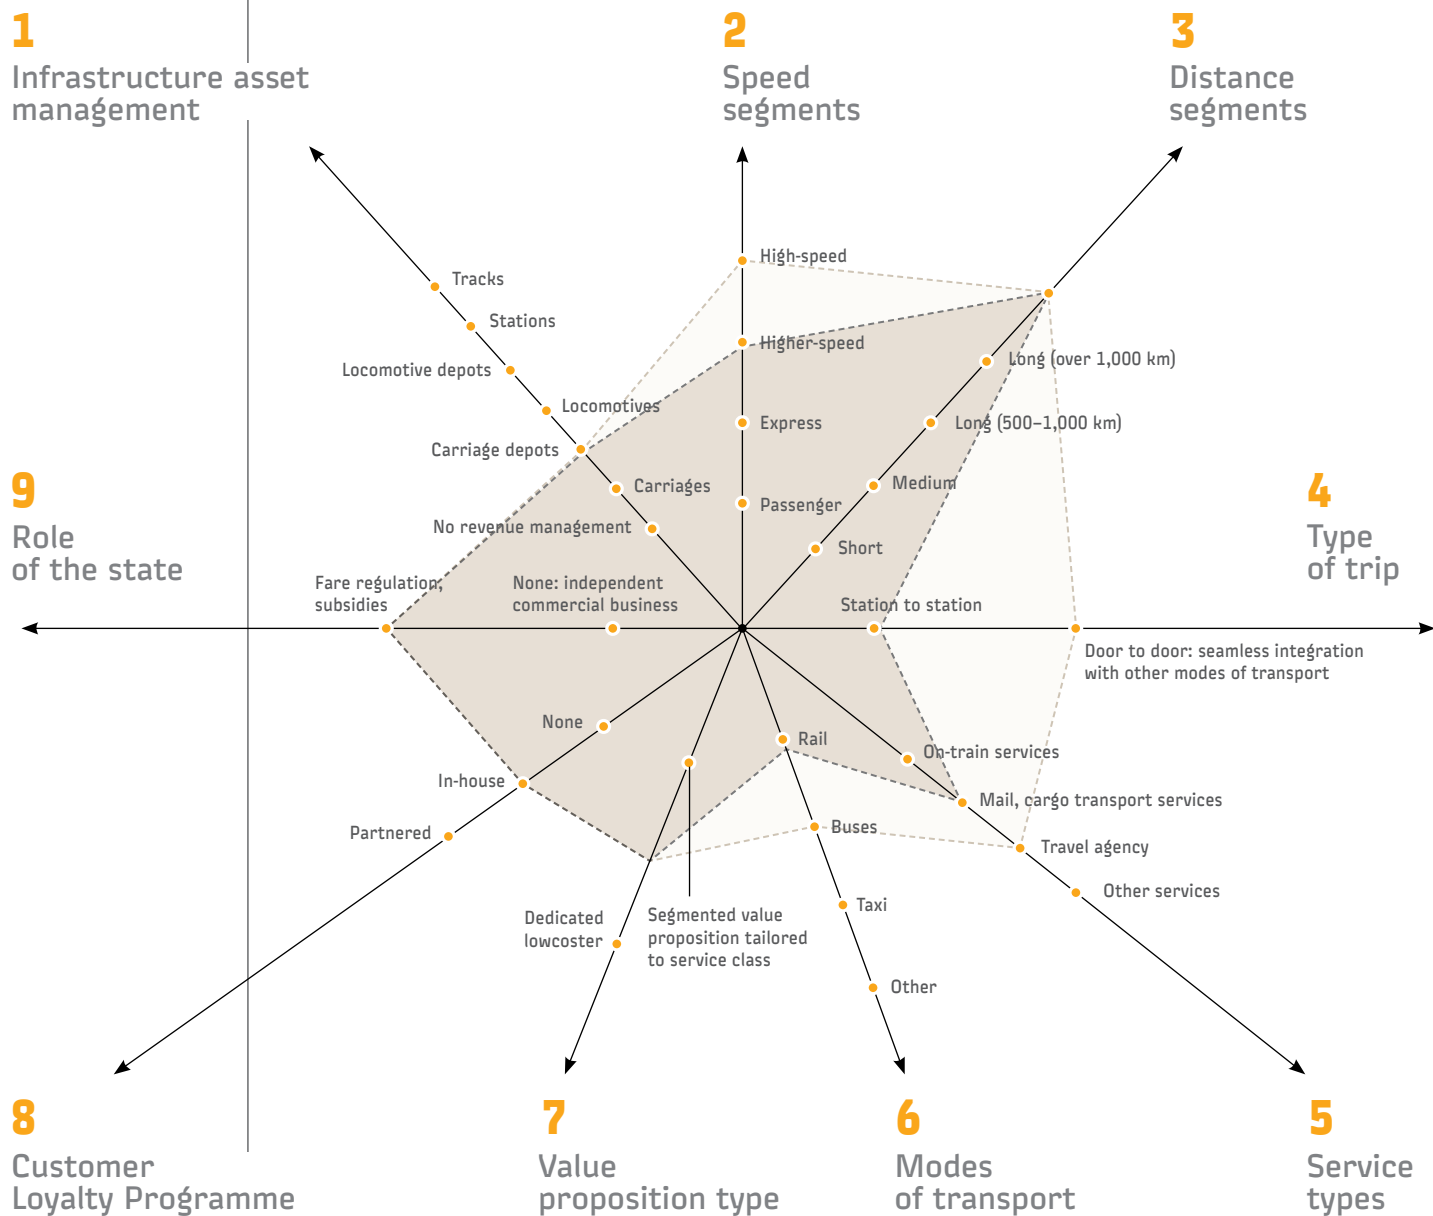 1
Infrastructure asset
management
2
Speed
segments
3
Distance
segments
High-speed
Tracks
Stations
Higher-speed
Long (over 1,000 km)
Locomotive depots
Locomotives
Express
Long (500–1,000 km)
Carriage depots
Carriages
Medium
Passenger
9
Role
of the state
4
Type
of trip
No revenue management
Short
Fare regulation,
subsidies
None: independent
commercial business
Station to station
Door to door: seamless integration
with other modes of transport
None
Rail
On-train services
In-house
Mail, cargo transport services
Partnered
Buses
Travel agency
Other services
Taxi
Dedicated
lowcoster
Segmented value
proposition tailored
to service class
Other
8
Customer
Loyalty Programme
7
Value
proposition type
6
Modes
of transport
5
Service
types